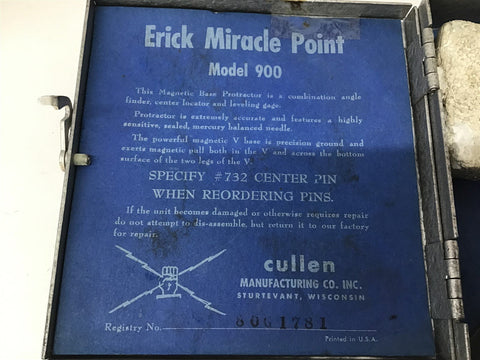 Erick Miracle Point
Model 900
This Magnetic Base Protractor is a combination angle
finder, center locator and leveling gage.
Protractor is extremely accurate and features a highly
sensitive, sealed, mercury balanced needle.
The powerful magnetic V base is precision ground and
exerts magnetic pull both in the V and across the bottom
surface of the two legs of the V.
SPECIFY #732 CENTER PIN
WHEN REORDERING PINS.
If the unit becomes damaged or otherwise requires repair
do not attempt to dis-assemble, but return it to our factory
for repair.
cullen
MANUFACTURING CO. INC.
STURTEVANT, WISCONSIN
Registry No. 80G1781
Printed in U.S.A.